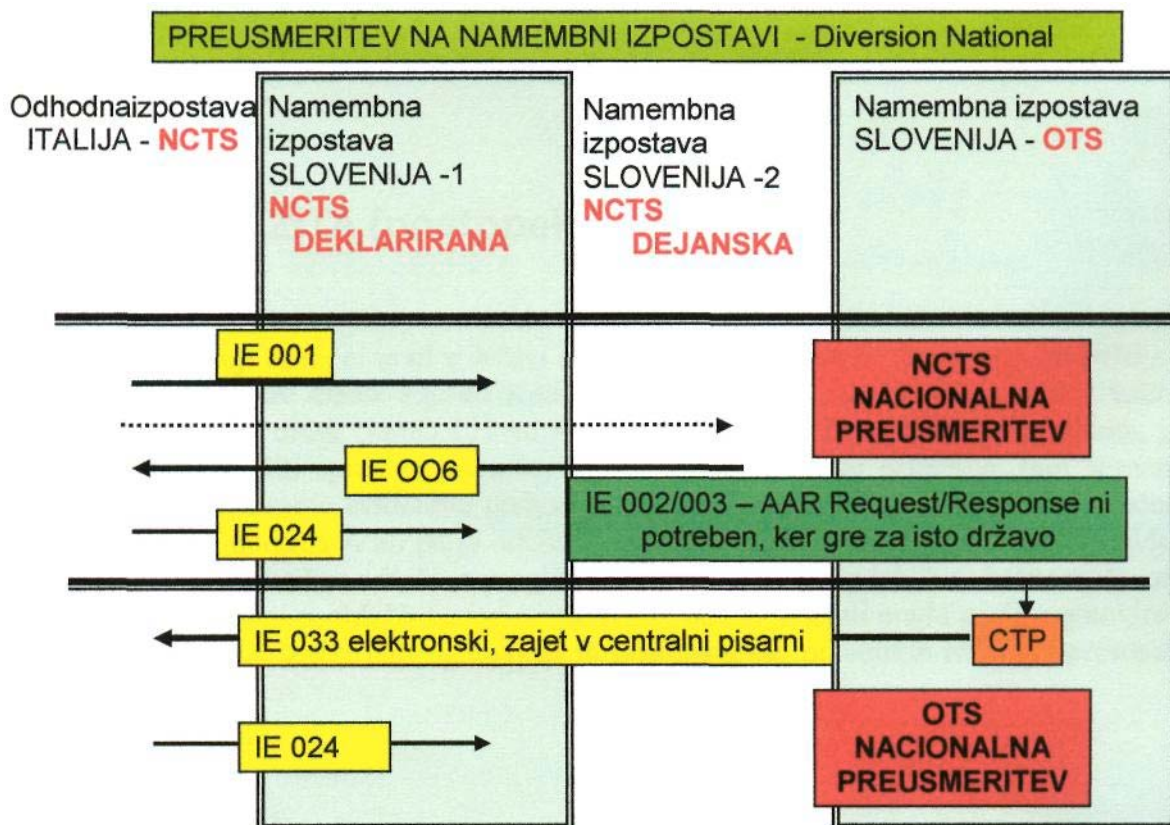 PREUSMERITEV NA NAMEMBNI IZPOSTAVI - Diversion National
Odhodnaizpostava
ITALIJA - NCTS
Namembna
izpostava
SLOVENIJA -1
NCTS
DEKLARIRANA
Namembna
izpostava
SLOVENIJA -2
NCTS
DEJANSKA
Namembna izpostava
SLOVENIJA - OTS
IE 001
NCTS
NACIONALNA
PREUSMERITEV
IE OO6
IE 002/003 – AAR Request/Response ni
potreben, ker gre za isto državo
IE 024
IE 033 elektronski, zajet v centralni pisarni
CTP
IE 024
OTS
NACIONALNA
PREUSMERITEV